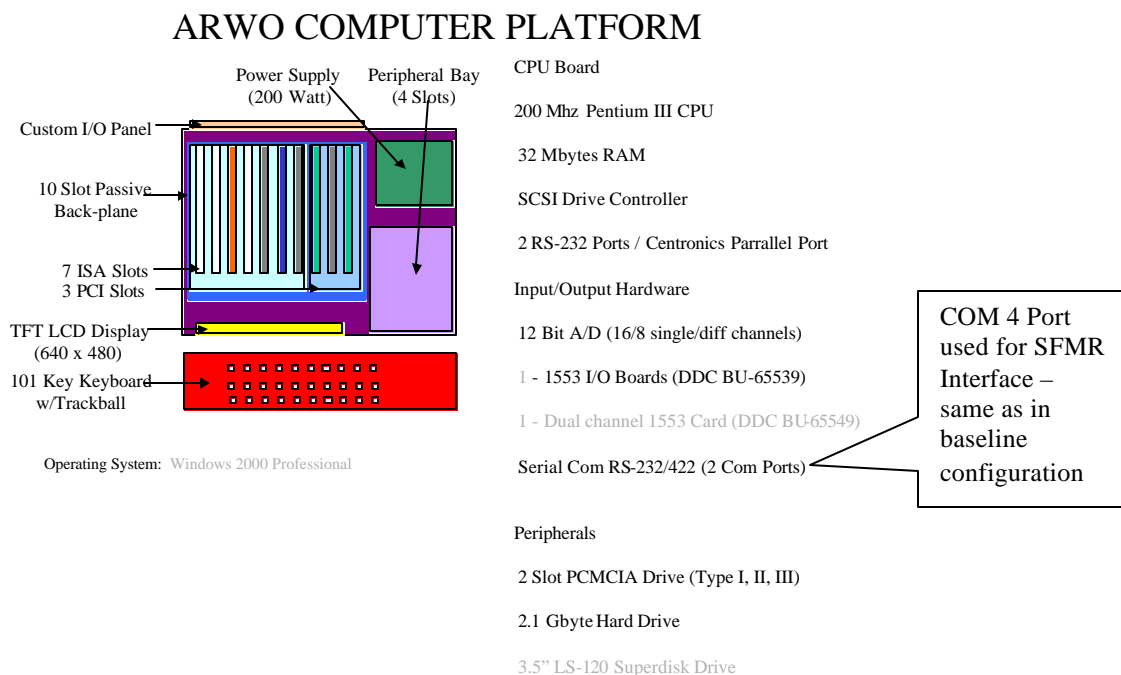 ARWO COMPUTER PLATFORM
Power Supply
(200 Watt)
Peripheral Bay
(4 Slots)
Custom I/O Panel
10 Slot Passive
Back-plane
7 ISA Slots
3 PCI Slots
TFT LCD Display
(640 x 480)
101 Key Keyboard
w/Trackball
Operating System: Windows 2000 Professional
CPU Board
200 Mhz Pentium III CPU
32 Mbytes RAM
SCSI Drive Controller
2 RS-232 Ports / Centronics Parrallel Port
Input/Output Hardware
12 Bit A/D (16/8 single/diff channels)
1 - 1553 I/O Boards (DDC BU-65539)
1 - Dual channel 1553 Card (DDC BU-65549)
Serial Com RS-232/422 (2 Com Ports)
COM 4 Port
used for SFMR
Interface –
same as in
baseline
configuration
Peripherals
2 Slot PCMCIA Drive (Type I, II, III)
2.1 Gbyte Hard Drive
3.5” LS-120 Superdisk Drive